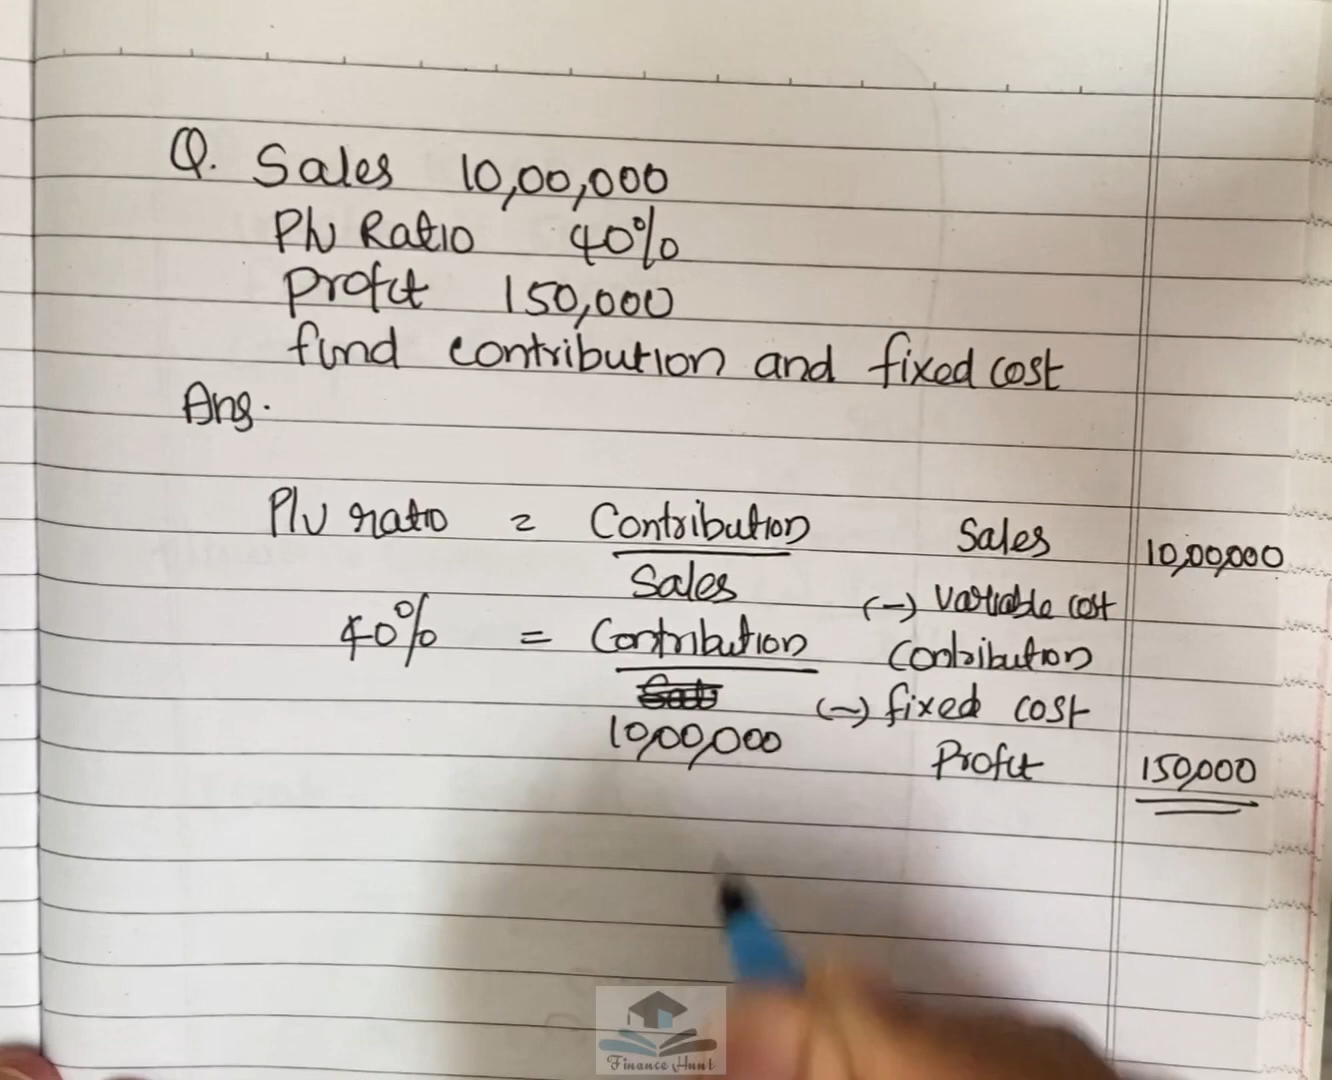 Q. Sales 10,00,000
P/V Ratio 40%
Profit 150,000
find contribution and fixed cost
Ans.
P/V ratio = Contribution
Sales
40% = Contribution
10,00,000
Sales 10,00,000
(-) Variable cost
Contribution
(-) fixed cost
Profit 150,000
Finance Hunt